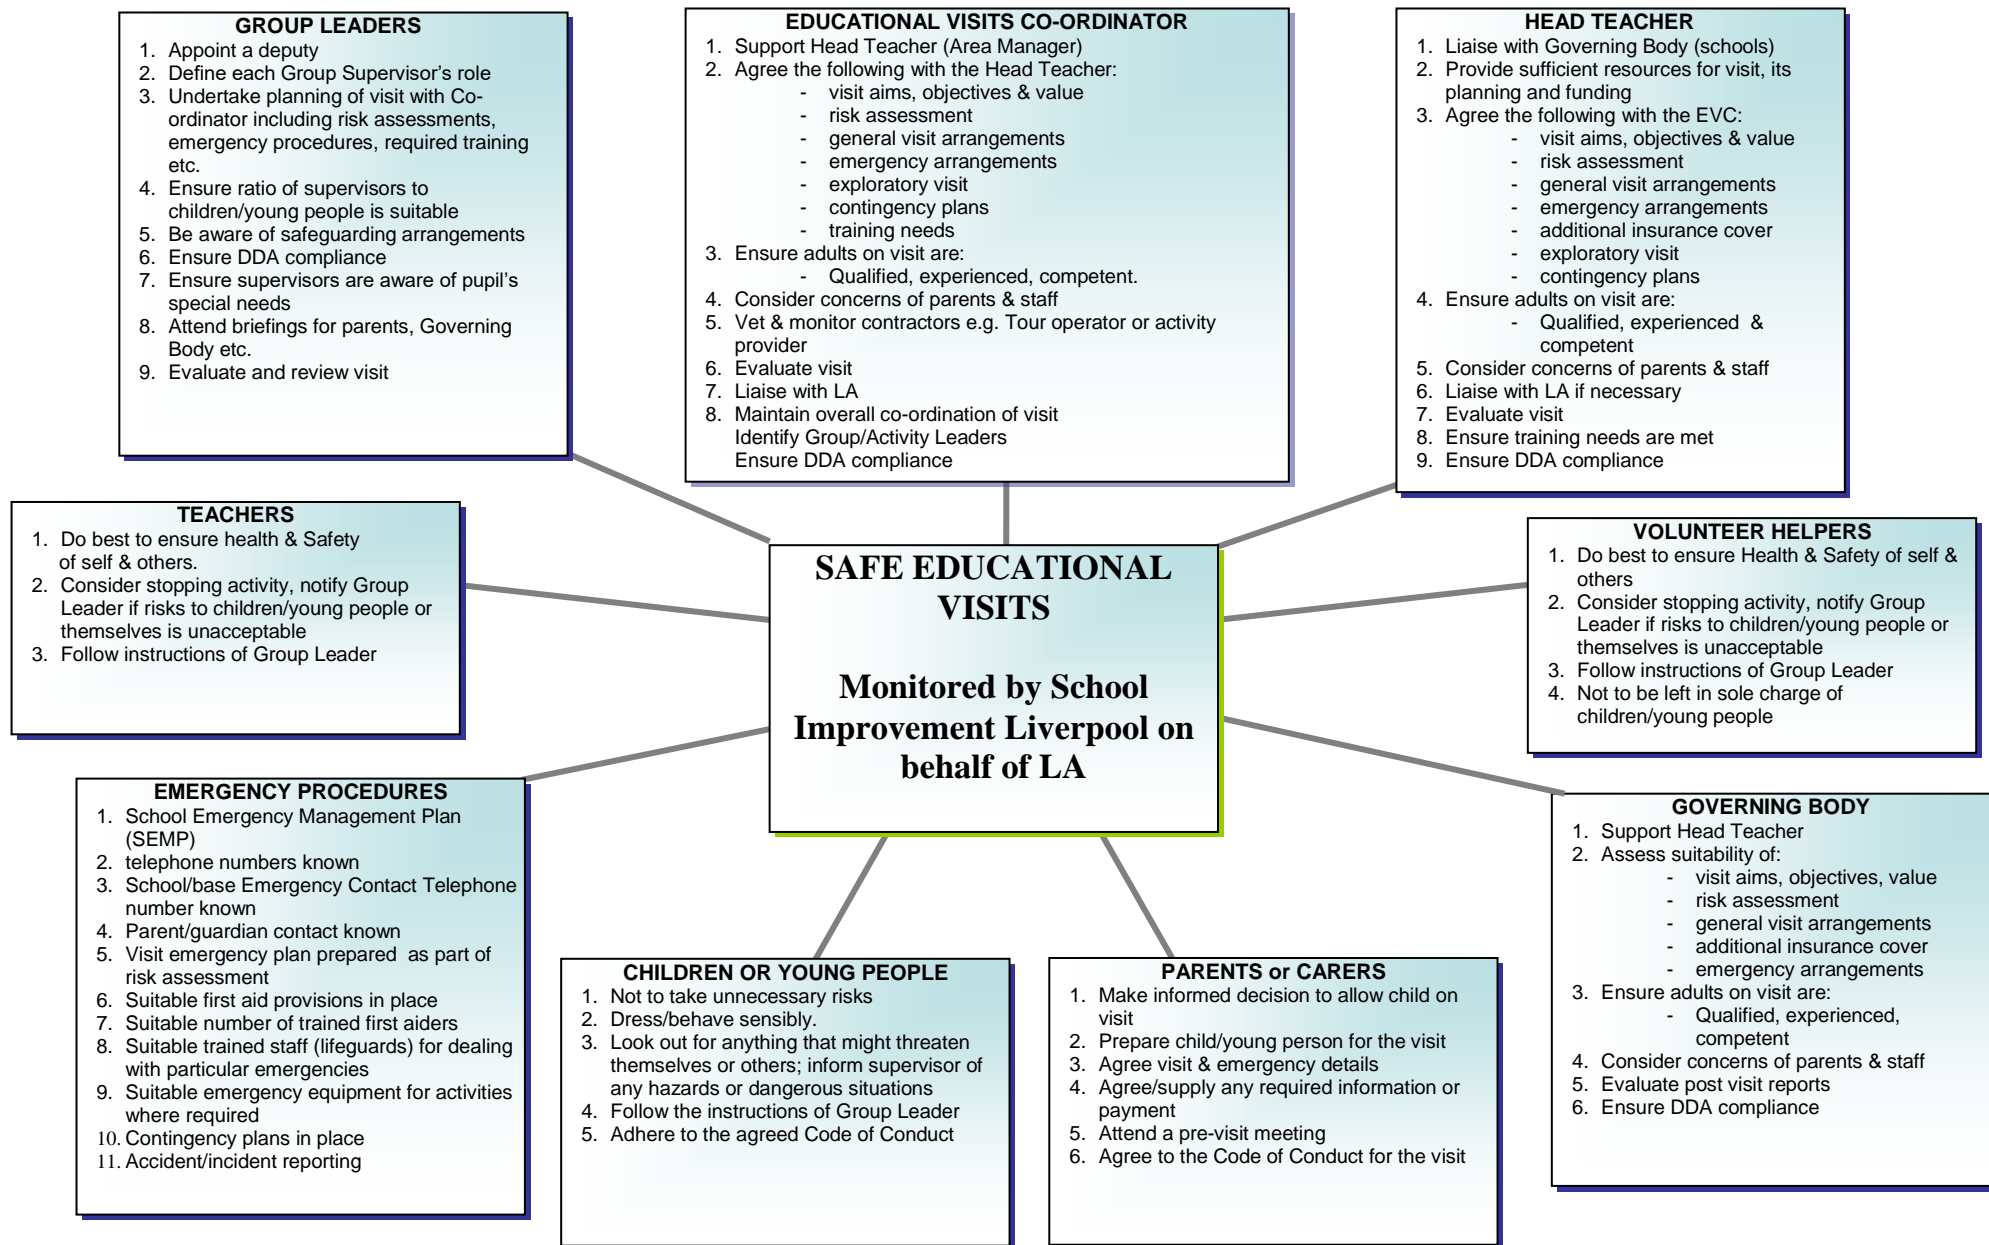 GROUP LEADERS
1. Appoint a deputy
2. Define each Group Supervisor's role
3. Undertake planning of visit with Co-
ordinator including risk assessments,
emergency procedures, required training
etc.
4. Ensure ratio of supervisors to
children/young people is suitable
5. Be aware of safeguarding arrangements
6. Ensure DDA compliance
7. Ensure supervisors are aware of pupil's
special needs
8. Attend briefings for parents, Governing
Body etc.
9. Evaluate and review visit
EDUCATIONAL VISITS CO-ORDINATOR
1. Support Head Teacher (Area Manager)
2. Agree the following with the Head Teacher:
- visit aims, objectives & value
- risk assessment
- general visit arrangements
- emergency arrangements
- exploratory visit
- contingency plans
- training needs
3. Ensure adults on visit are:
- Qualified, experienced, competent.
4. Consider concerns of parents & staff
5. Vet & monitor contractors e.g. Tour operator or activity
provider
6. Evaluate visit
7. Liaise with LA
8. Maintain overall co-ordination of visit
Identify Group/Activity Leaders
Ensure DDA compliance
HEAD TEACHER
1. Liaise with Governing Body (schools)
2. Provide sufficient resources for visit, its
planning and funding
3. Agree the following with the EVC:
- visit aims, objectives & value
- risk assessment
- general visit arrangements
- emergency arrangements
- additional insurance cover
- exploratory visit
- contingency plans
4. Ensure adults on visit are:
- Qualified, experienced &
competent
5. Consider concerns of parents & staff
6. Liaise with LA if necessary
7. Evaluate visit
8. Ensure training needs are met
9. Ensure DDA compliance
TEACHERS
1. Do best to ensure health & Safety
of self & others.
2. Consider stopping activity, notify Group
Leader if risks to children/young people or
themselves is unacceptable
3. Follow instructions of Group Leader
SAFE EDUCATIONAL
VISITS
Monitored by School
Improvement Liverpool on
behalf of LA
VOLUNTEER HELPERS
1. Do best to ensure Health & Safety of self &
others
2. Consider stopping activity, notify Group
Leader if risks to children/young people or
themselves is unacceptable
3. Follow instructions of Group Leader
4. Not to be left in sole charge of
children/young people
EMERGENCY PROCEDURES
1. School Emergency Management Plan
(SEMP)
2. telephone numbers known
3. School/base Emergency Contact Telephone
number known
4. Parent/guardian contact known
5. Visit emergency plan prepared as part of
risk assessment
6. Suitable first aid provisions in place
7. Suitable number of trained first aiders
8. Suitable trained staff (lifeguards) for dealing
with particular emergencies
9. Suitable emergency equipment for activities
where required
10. Contingency plans in place
11. Accident/incident reporting
CHILDREN OR YOUNG PEOPLE
1. Not to take unnecessary risks
2. Dress/behave sensibly.
3. Look out for anything that might threaten
themselves or others; inform supervisor of
any hazards or dangerous situations
4. Follow the instructions of Group Leader
5. Adhere to the agreed Code of Conduct
PARENTS or CARERS
1. Make informed decision to allow child on
visit
2. Prepare child/young person for the visit
3. Agree visit & emergency details
4. Agree/supply any required information or
payment
5. Attend a pre-visit meeting
6. Agree to the Code of Conduct for the visit
GOVERNING BODY
1. Support Head Teacher
2. Assess suitability of:
- visit aims, objectives, value
- risk assessment
- general visit arrangements
- additional insurance cover
- emergency arrangements
3. Ensure adults on visit are:
- Qualified, experienced,
competent
4. Consider concerns of parents & staff
5. Evaluate post visit reports
6. Ensure DDA compliance